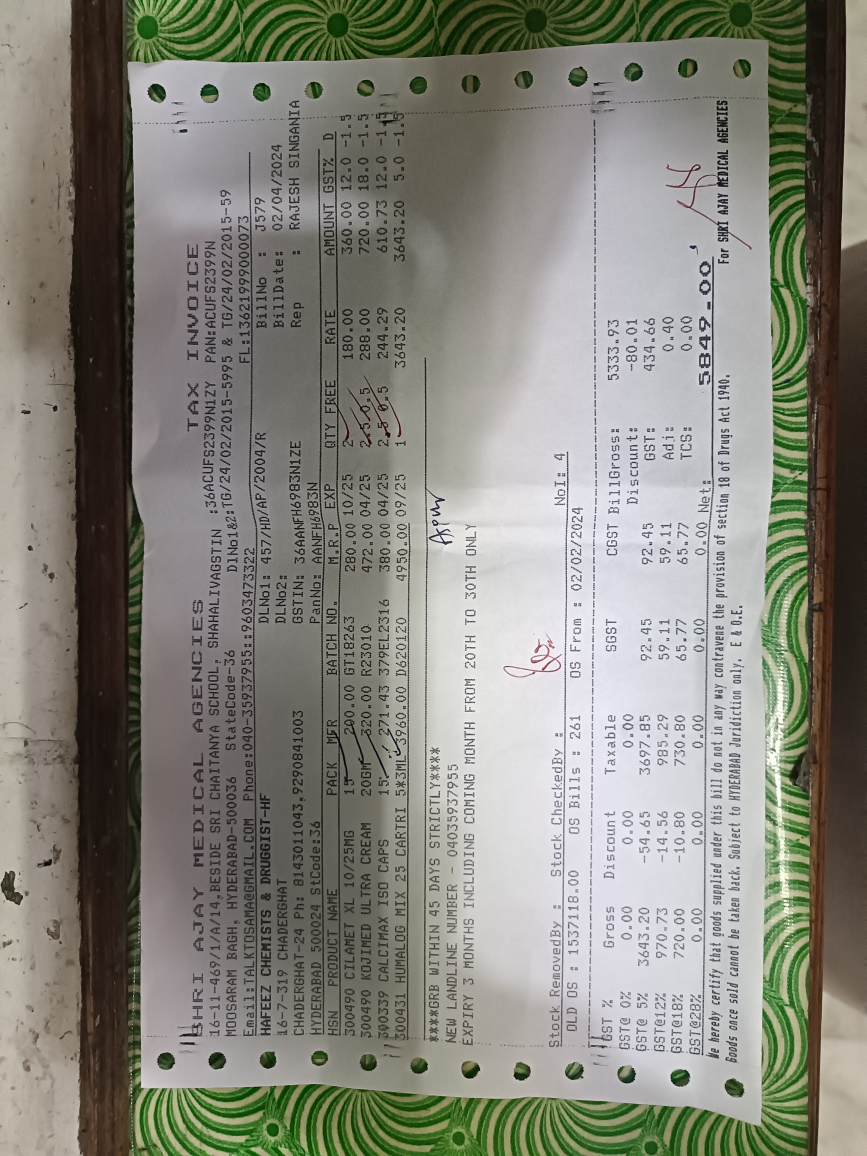 SHRI AJAY MEDICAL AGENCIES TAX INVOICE
16-11-469/1/A/14,BESIDE SRI CHAITANYA SCHOOL, SHAHALIVAGSTIN :36ACUFS2399N1ZY PAN:ACUFS2399N
MOOSARAM BAGH, HYDERABAD-500036 StateCode-36 DlNo1&2:TG/24/02/2015-5995 & TG/24/02/2015-59
Email:TALKTOSAMA@GMAIL.COM Phone:040-35937955::9603473322 FL:13621999000073
HAFEEZ CHEMISTS & DRUGGIST-HF DLNo1: 457/HD/AP/2004/R BillNo : J579
16-7-319 CHADERGHAT DLNo2: BillDate: 02/04/2024
CHADERGHAT-24 Ph: 8143011043,9290841003 GSTIN: 36AANFH6983N1ZE Rep : RAJESH SINGANIA
HYDERABAD 500024 StCode:36 PanNo: AANFH6983N
HSN PRODUCT NAME PACK MFR BATCH NO. M.R.P EXP QTY FREE RATE AMOUNT GST% D
300490 CILAMET XL 10/25MG 15 200.00 GT18263 280.00 10/25 2 180.00 360.00 12.0 -1.5
300490 KOJIMED ULTRA CREAM 20GM 320.00 R23010 472.00 04/25 2.5 0.5 288.00 720.00 18.0 -1.5
300339 CALCIMAX ISO CAPS 15 271.43 379EL2316 380.00 04/25 2.5 0.5 244.29 610.73 12.0 -1.5
300431 HUMALOG MIX 25 CARTRI 5*3ML 3960.00 D620120 4950.00 09/25 1 3643.20 3643.20 5.0 -1.5
****GRB WITHIN 45 DAYS STRICTLY****
NEW LANDLINE NUMBER - 04035937955
EXPIRY 3 MONTHS INCLUDING COMING MONTH FROM 20TH TO 30TH ONLY
Stock RemovedBy : Stock CheckedBy : NoI: 4
OLD OS : 1537118.00 OS Bills : 261 OS From : 02/02/2024
GST % Gross Discount Taxable SGST CGST BillGross: 5333.93
GST@ 0% 0.00 0.00 0.00 Discount: -80.01
GST@ 5% 3643.20 -54.65 3697.85 92.45 92.45 GST: 434.66
GST@12% 970.73 -14.56 985.29 59.11 59.11 Adj: 0.40
GST@18% 720.00 -10.80 730.80 65.77 65.77 TCS: 0.00
GST@28% 0.00 0.00 0.00 0.00 0.00 Net: 5849.00
We hereby certify that goods supplied under this bill do not in any way contravene the provision of section 18 of Drugs Act 1940.
Goods once sold cannot be taken back. Subject to HYDERABAD Juridiction only. E & O.E. For SHRI AJAY MEDICAL AGENCIES